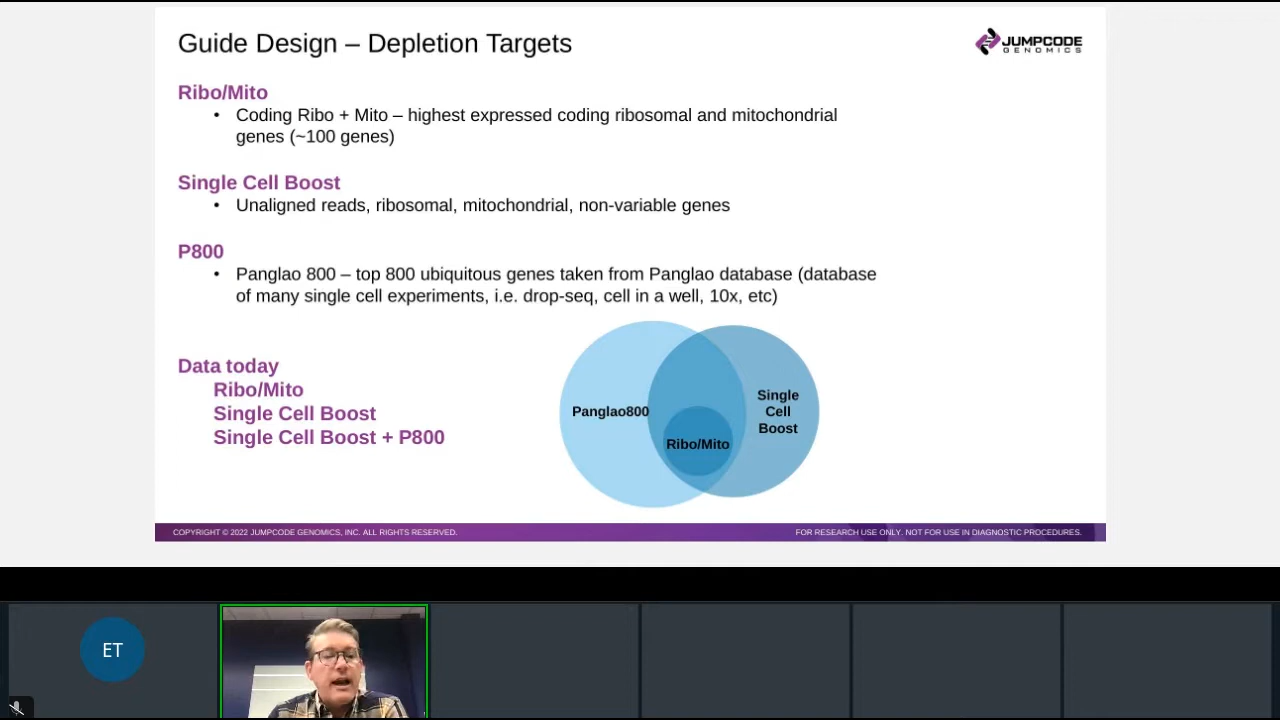 Guide Design – Depletion Targets
JUMPCODE
GENOMICS
Ribo/Mito
• Coding Ribo + Mito – highest expressed coding ribosomal and mitochondrial
genes (~100 genes)
Single Cell Boost
• Unaligned reads, ribosomal, mitochondrial, non-variable genes
P800
• Panglao 800 – top 800 ubiquitous genes taken from Panglao database (database
of many single cell experiments, i.e. drop-seq, cell in a well, 10x, etc)
Data today
Ribo/Mito
Single Cell Boost
Single Cell Boost + P800
Panglao800
Ribo/Mito
Single
Cell
Boost
COPYRIGHT © 2022 JUMPCODE GENOMICS, INC. ALL RIGHTS RESERVED.
FOR RESEARCH USE ONLY. NOT FOR USE IN DIAGNOSTIC PROCEDURES.
ET